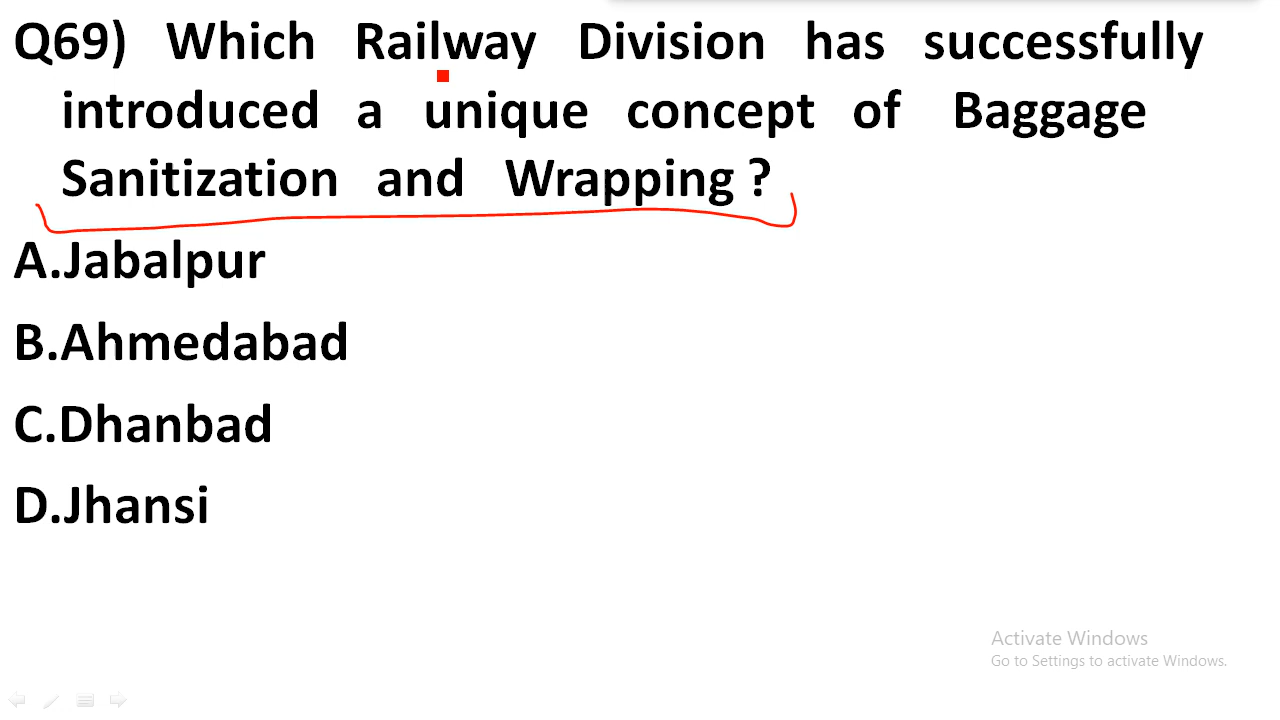 Q69) Which Railway Division has successfully
introduced a unique concept of Baggage
Sanitization and Wrapping ?
A.Jabalpur
B.Ahmedabad
C.Dhanbad
D.Jhansi
Activate Windows
Go to Settings to activate Windows.